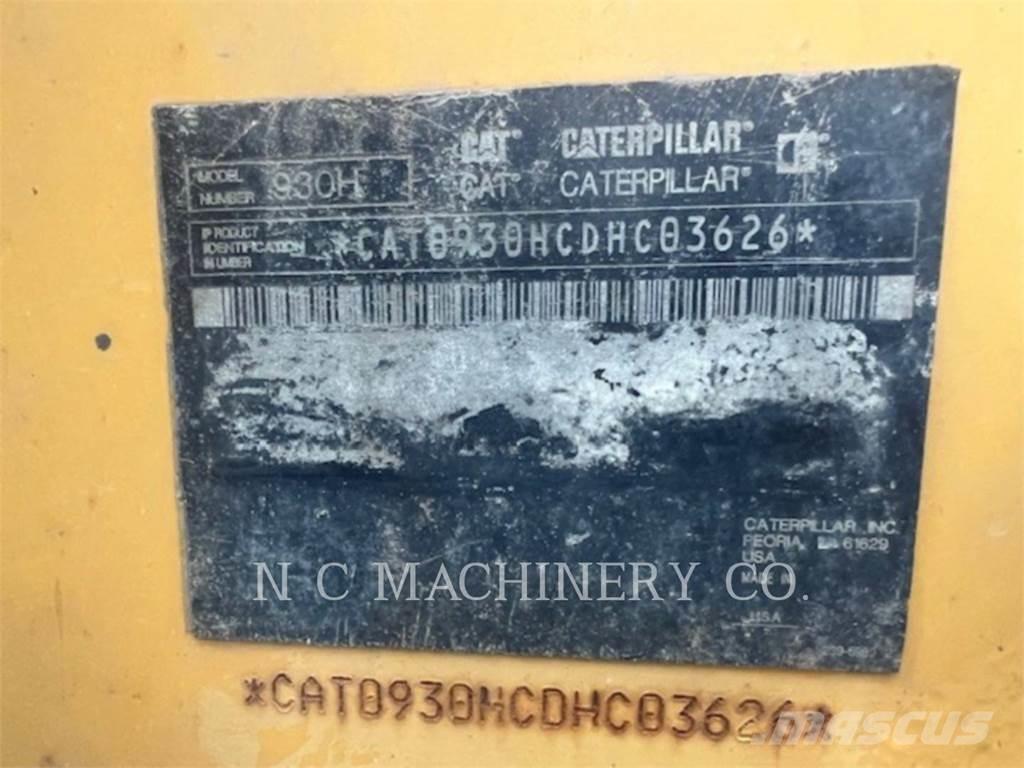 CAT® CATERPILLAR®
CAT® CATERPILLAR®
MODEL
NUMBER 930H
PRODUCT
IDENTIFICATION
NUMBER
*CAT0930HCDHC03626*
CATERPILLAR INC.
PEORIA, 61629
USA
MADE IN
USA
N C MACHINERY CO.
*CAT0930HCDHC03626*
MASCUS